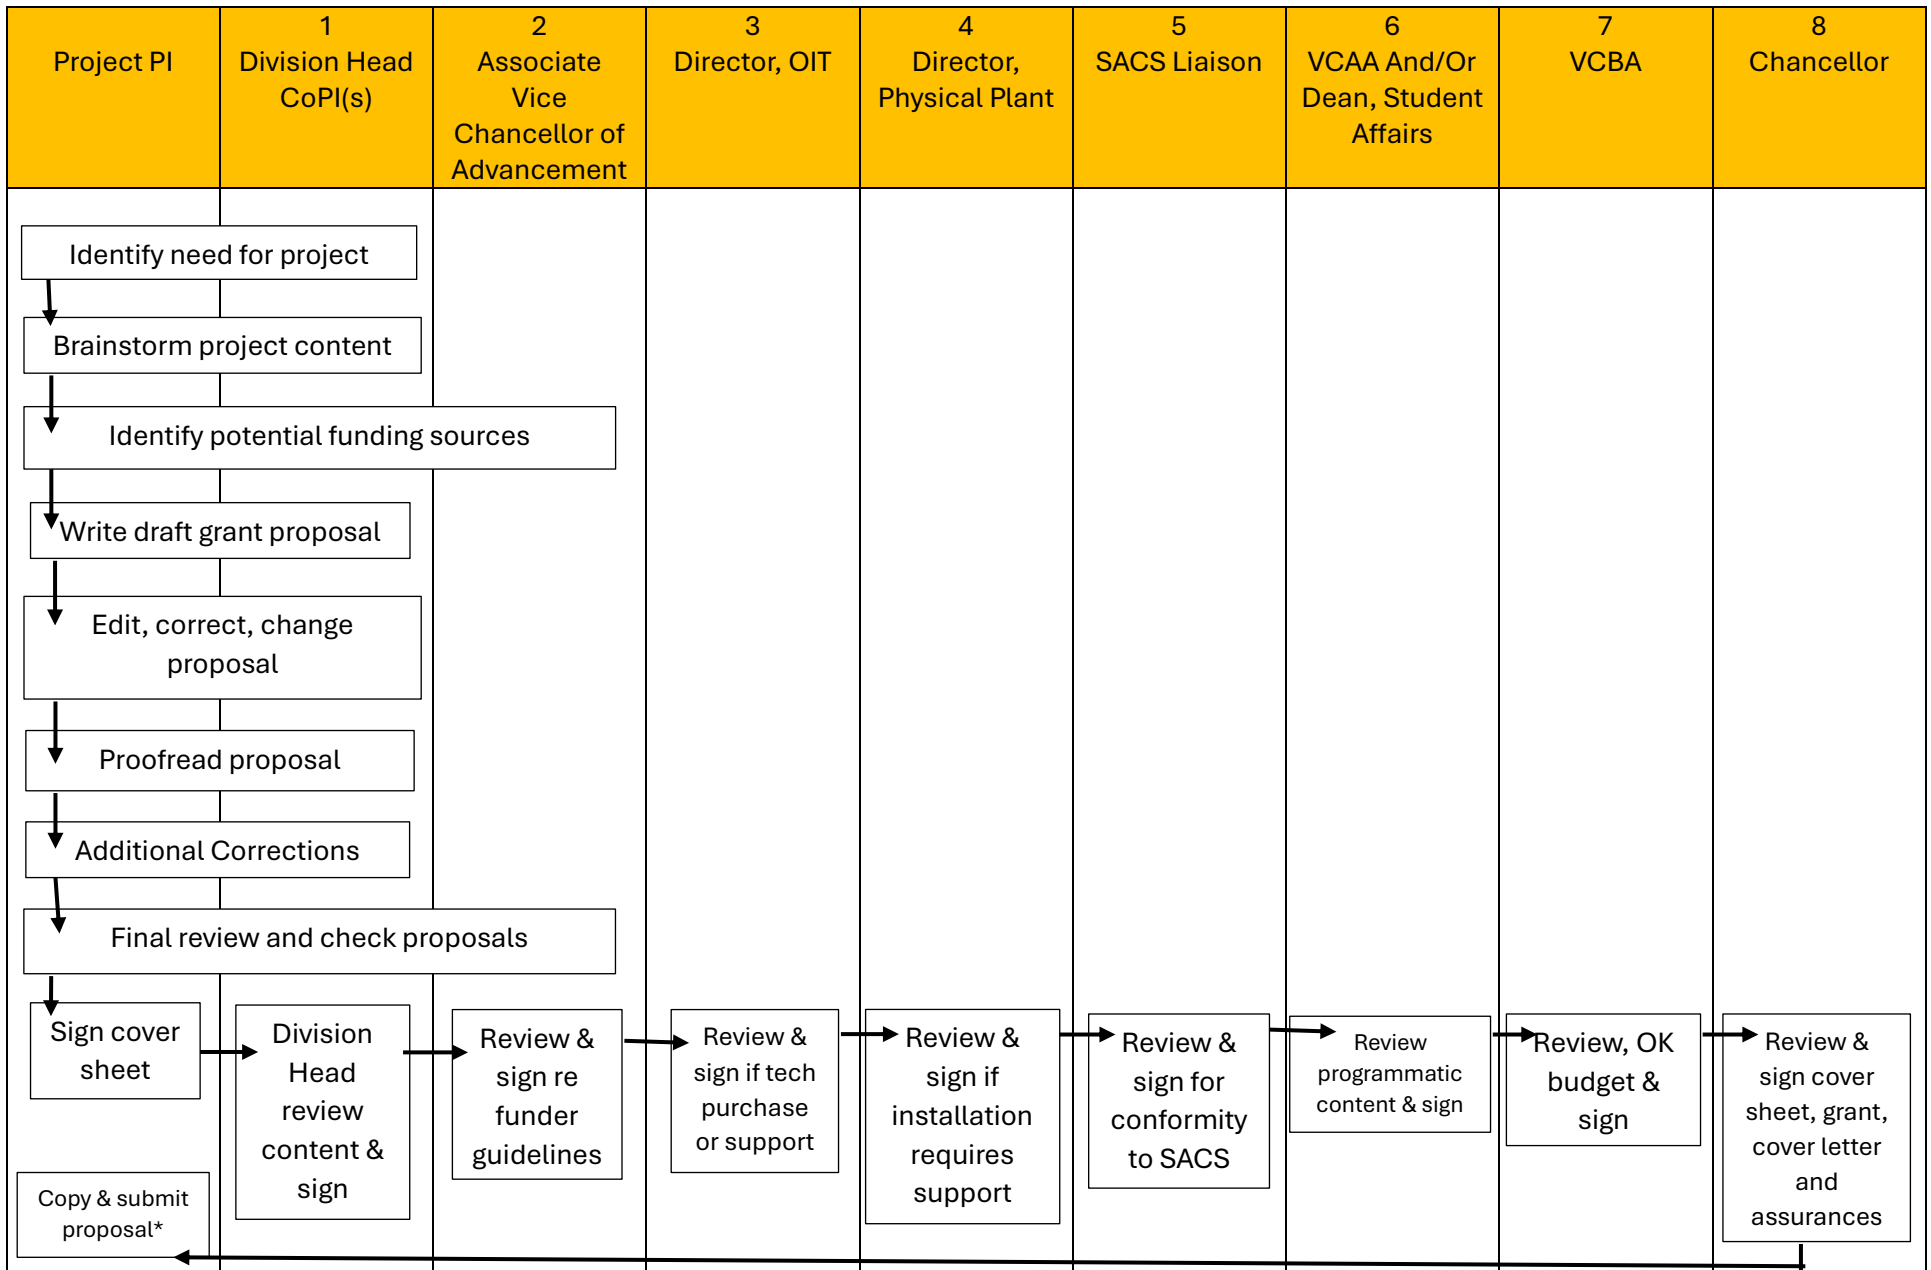 Project PI
1
Division Head
CoPI(s)
2
Associate
Vice
Chancellor of
Advancement
3
Director, OIT
4
Director,
Physical Plant
5
SACS Liaison
6
VCAA And/Or
Dean, Student
Affairs
7
VCBA
8
Chancellor
Identify need for project
Brainstorm project content
Identify potential funding sources
Write draft grant proposal
Edit, correct, change
proposal
Proofread proposal
Additional Corrections
Final review and check proposals
Sign cover
sheet
Division
Head
review
content &
sign
Review &
sign re
funder
guidelines
Review &
sign if tech
purchase
or support
Review &
sign if
installation
requires
support
Review &
sign for
conformity
to SACS
Review
programmatic
content & sign
Review, OK
budget &
sign
Review &
sign cover
sheet, grant,
cover letter
and
assurances
Copy & submit
proposal*